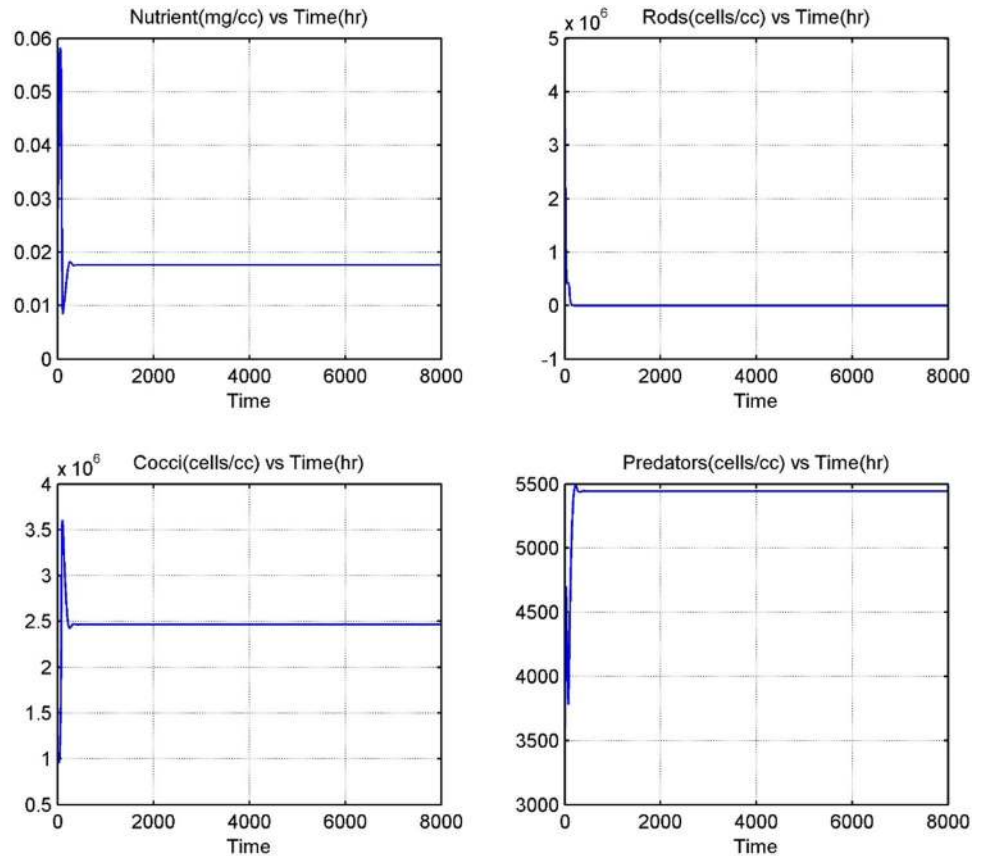 Nutrient(mg/cc) vs Time(hr)
0.06
0.05
0.04
0.03
0.02
0.01
0
0 2000 4000 6000 8000
Time
x 10^6
Rods(cells/cc) vs Time(hr)
5
4
3
2
1
0
-1
0 2000 4000 6000 8000
Time
x 10^6
Cocci(cells/cc) vs Time(hr)
4
3.5
3
2.5
2
1.5
1
0.5
0 2000 4000 6000 8000
Time
Predators(cells/cc) vs Time(hr)
5500
5000
4500
4000
3500
3000
0 2000 4000 6000 8000
Time